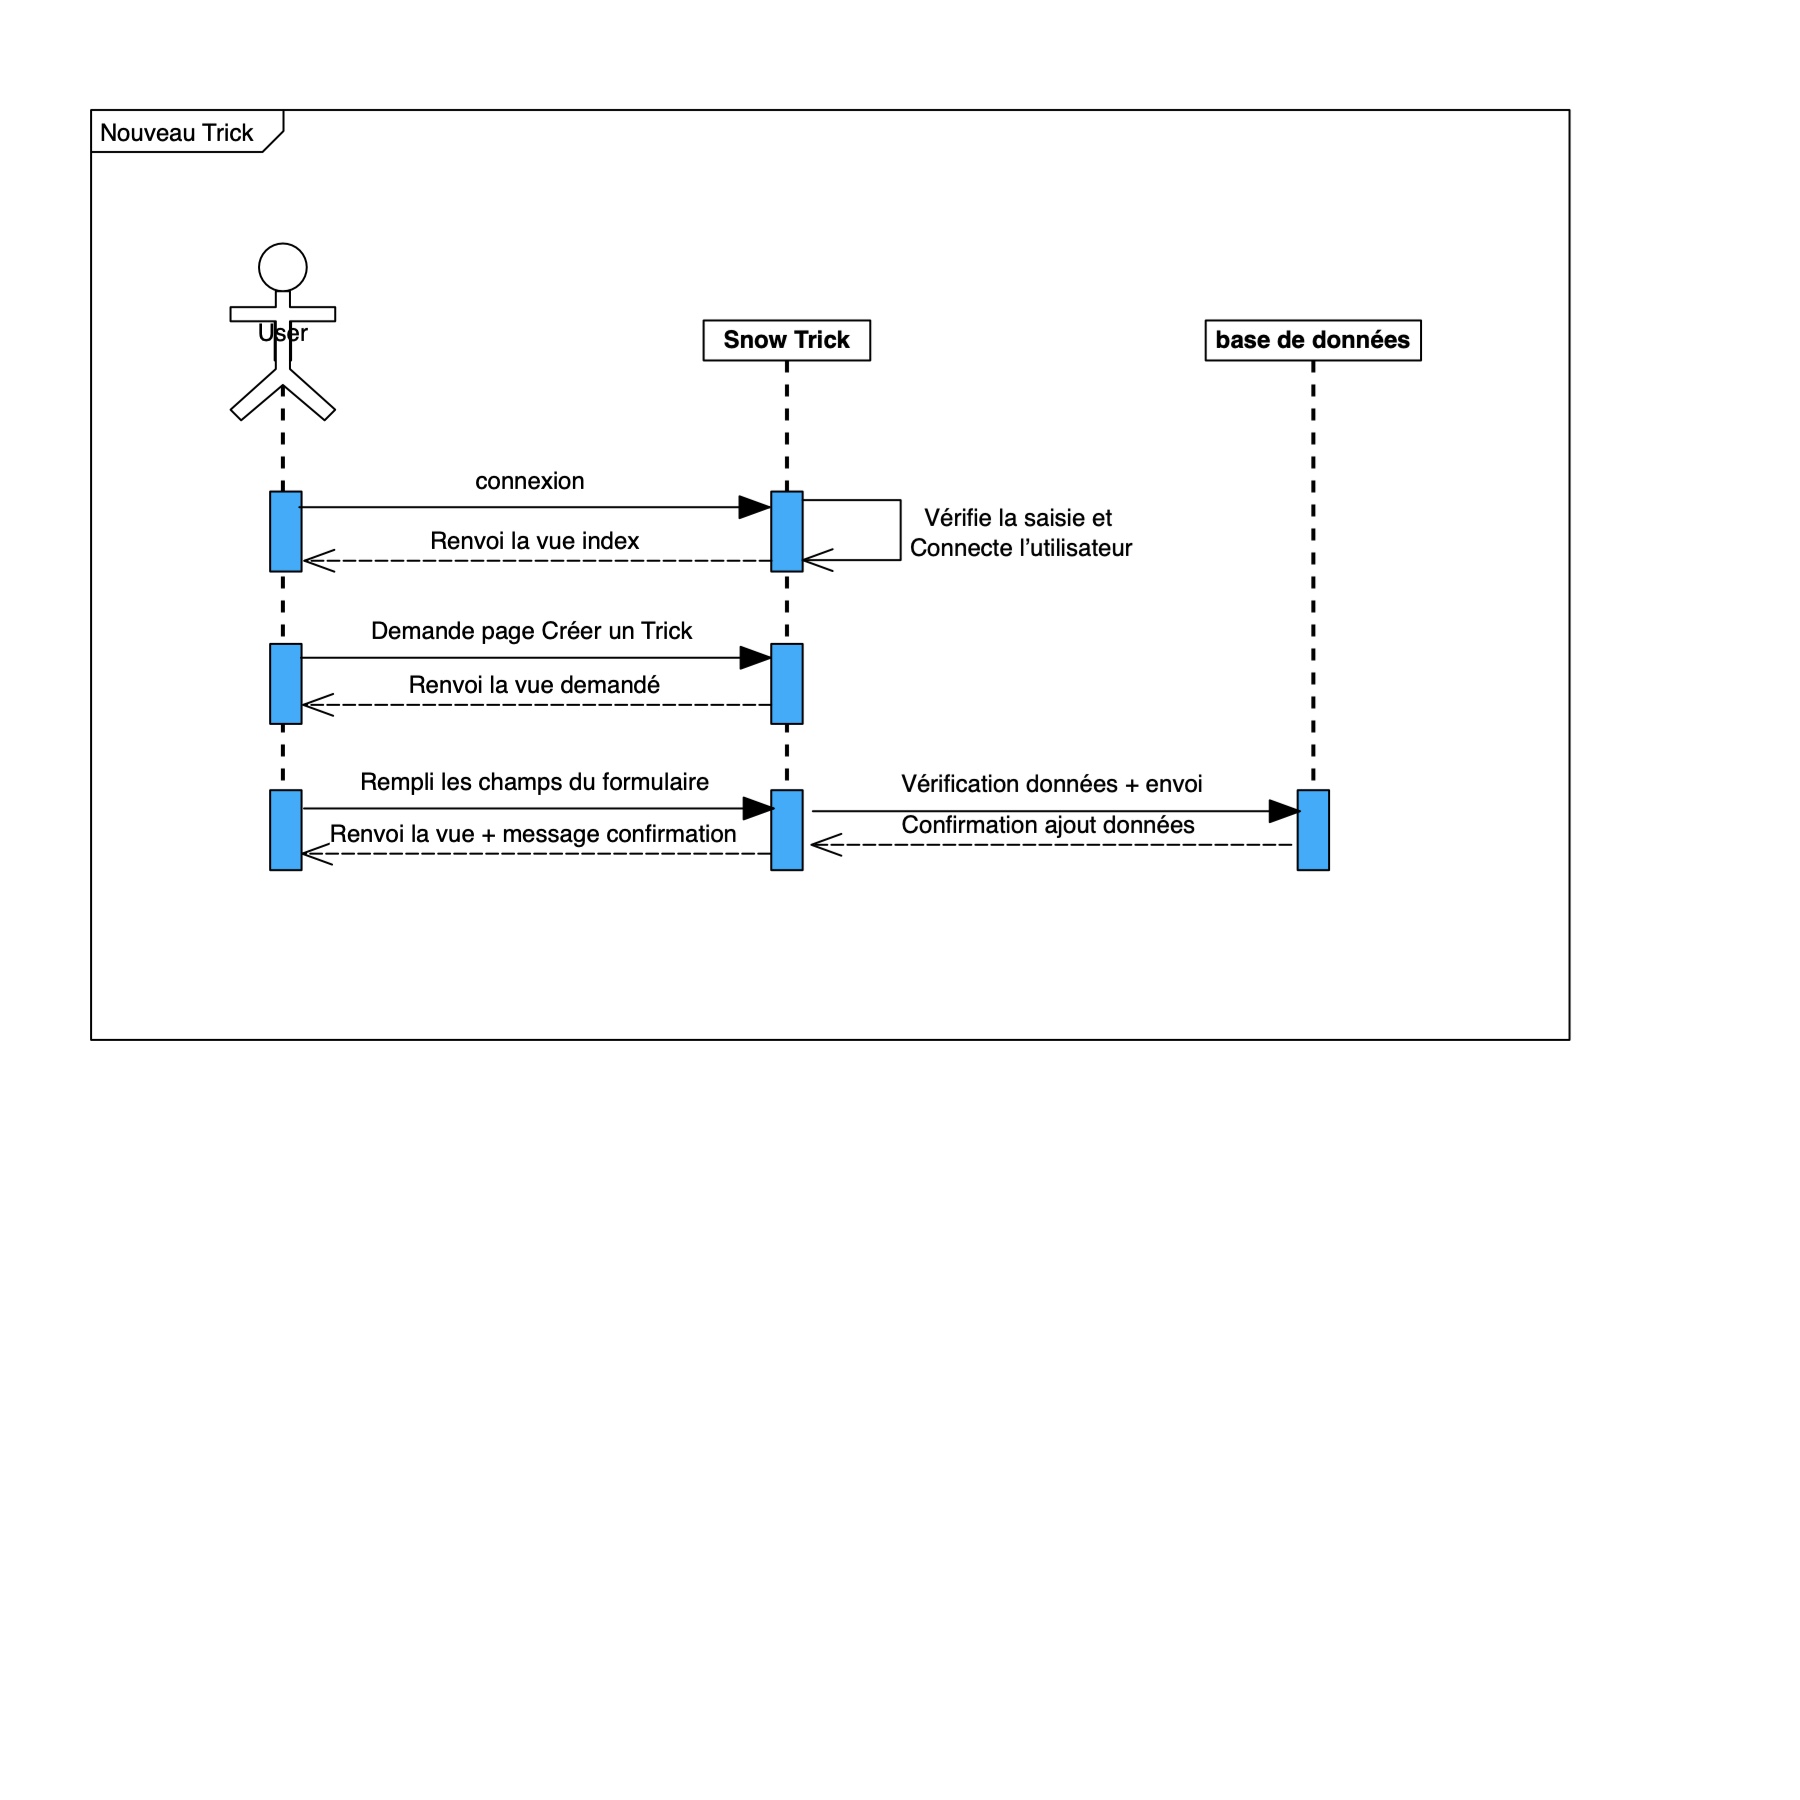 Nouveau Trick
User
Snow Trick
base de données
connexion
Vérifie la saisie et
Connecte l’utilisateur
Renvoi la vue index
Demande page Créer un Trick
Renvoi la vue demandé
Rempli les champs du formulaire
Vérification données + envoi
Confirmation ajout données
Renvoi la vue + message confirmation